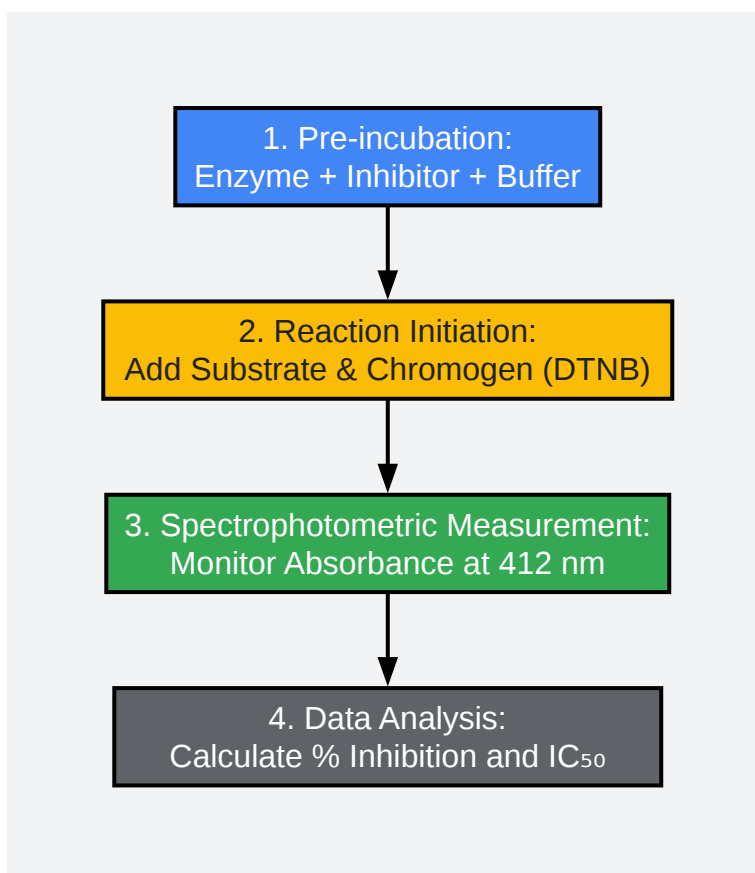 1. Pre-incubation:
Enzyme + Inhibitor + Buffer
2. Reaction Initiation:
Add Substrate & Chromogen (DTNB)
3. Spectrophotometric Measurement:
Monitor Absorbance at 412 nm
4. Data Analysis:
Calculate % Inhibition and IC₅₀